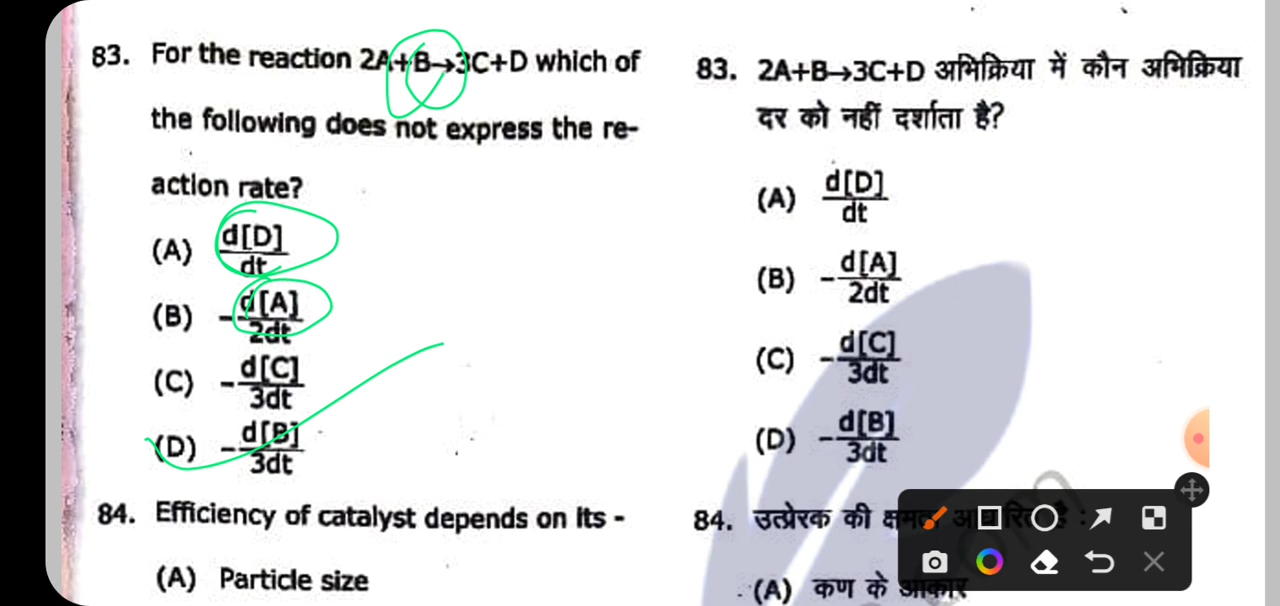 83. For the reaction 2A+B→3C+D which of
the following does not express the re-
action rate?
(A) d[D]/dt
(B) -d[A]/2dt
(C) -d[C]/3dt
(D) -d[B]/3dt
84. Efficiency of catalyst depends on its -
(A) Particle size
83. 2A+B→3C+D अभिक्रिया में कौन अभिक्रिया
दर को नहीं दर्शाता है?
(A) d[D]/dt
(B) -d[A]/2dt
(C) -d[C]/3dt
(D) -d[B]/3dt
84. उत्प्रेरक की
(A) कण के आकार